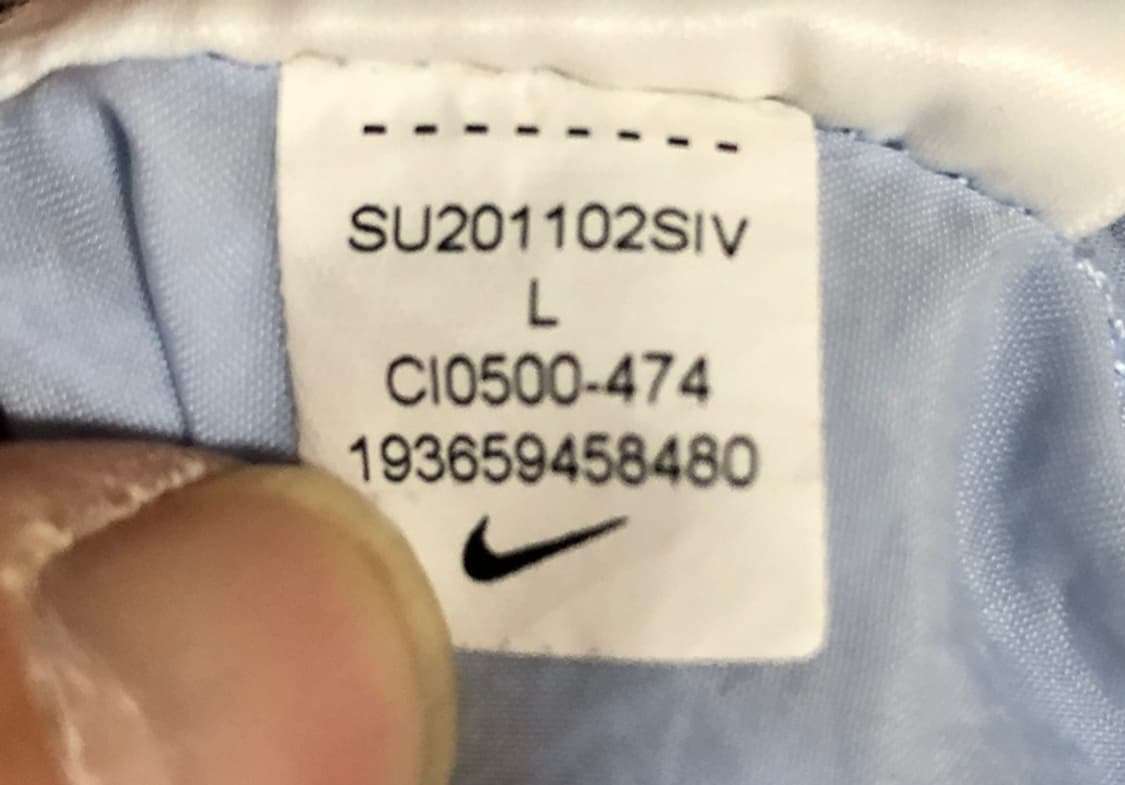 --------
SU201102SIV
L
CI0500-474
193659458480